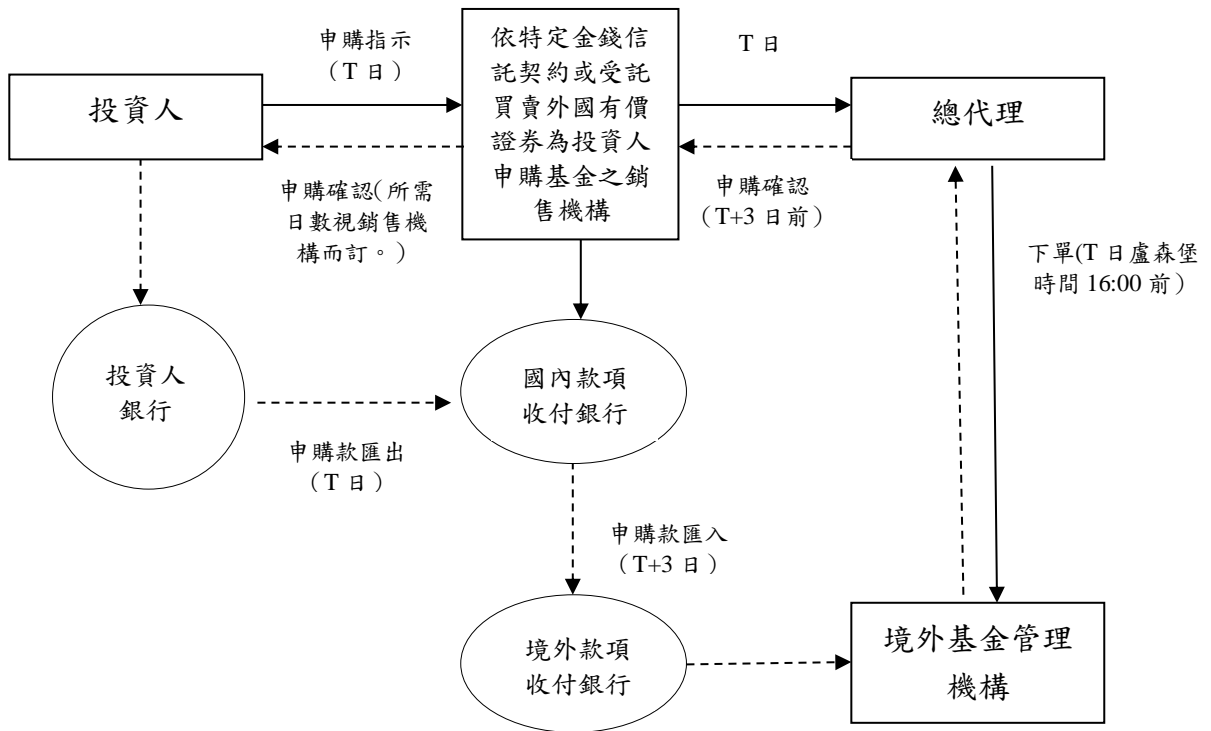 申購指示
（T 日）
依特定金錢信
託契約或受託
買賣外國有價
證券為投資人
申購基金之銷
售機構
T 日
投資人
總代理
申購確認(所需
日數視銷售機
構而訂。）
申購確認
（T+3 日前）
下單(T 日盧森堡
時間 16:00 前）
投資人
銀行
國內款項
收付銀行
申購款匯出
（T 日）
申購款匯入
（T+3 日）
境外款項
收付銀行
境外基金管理
機構